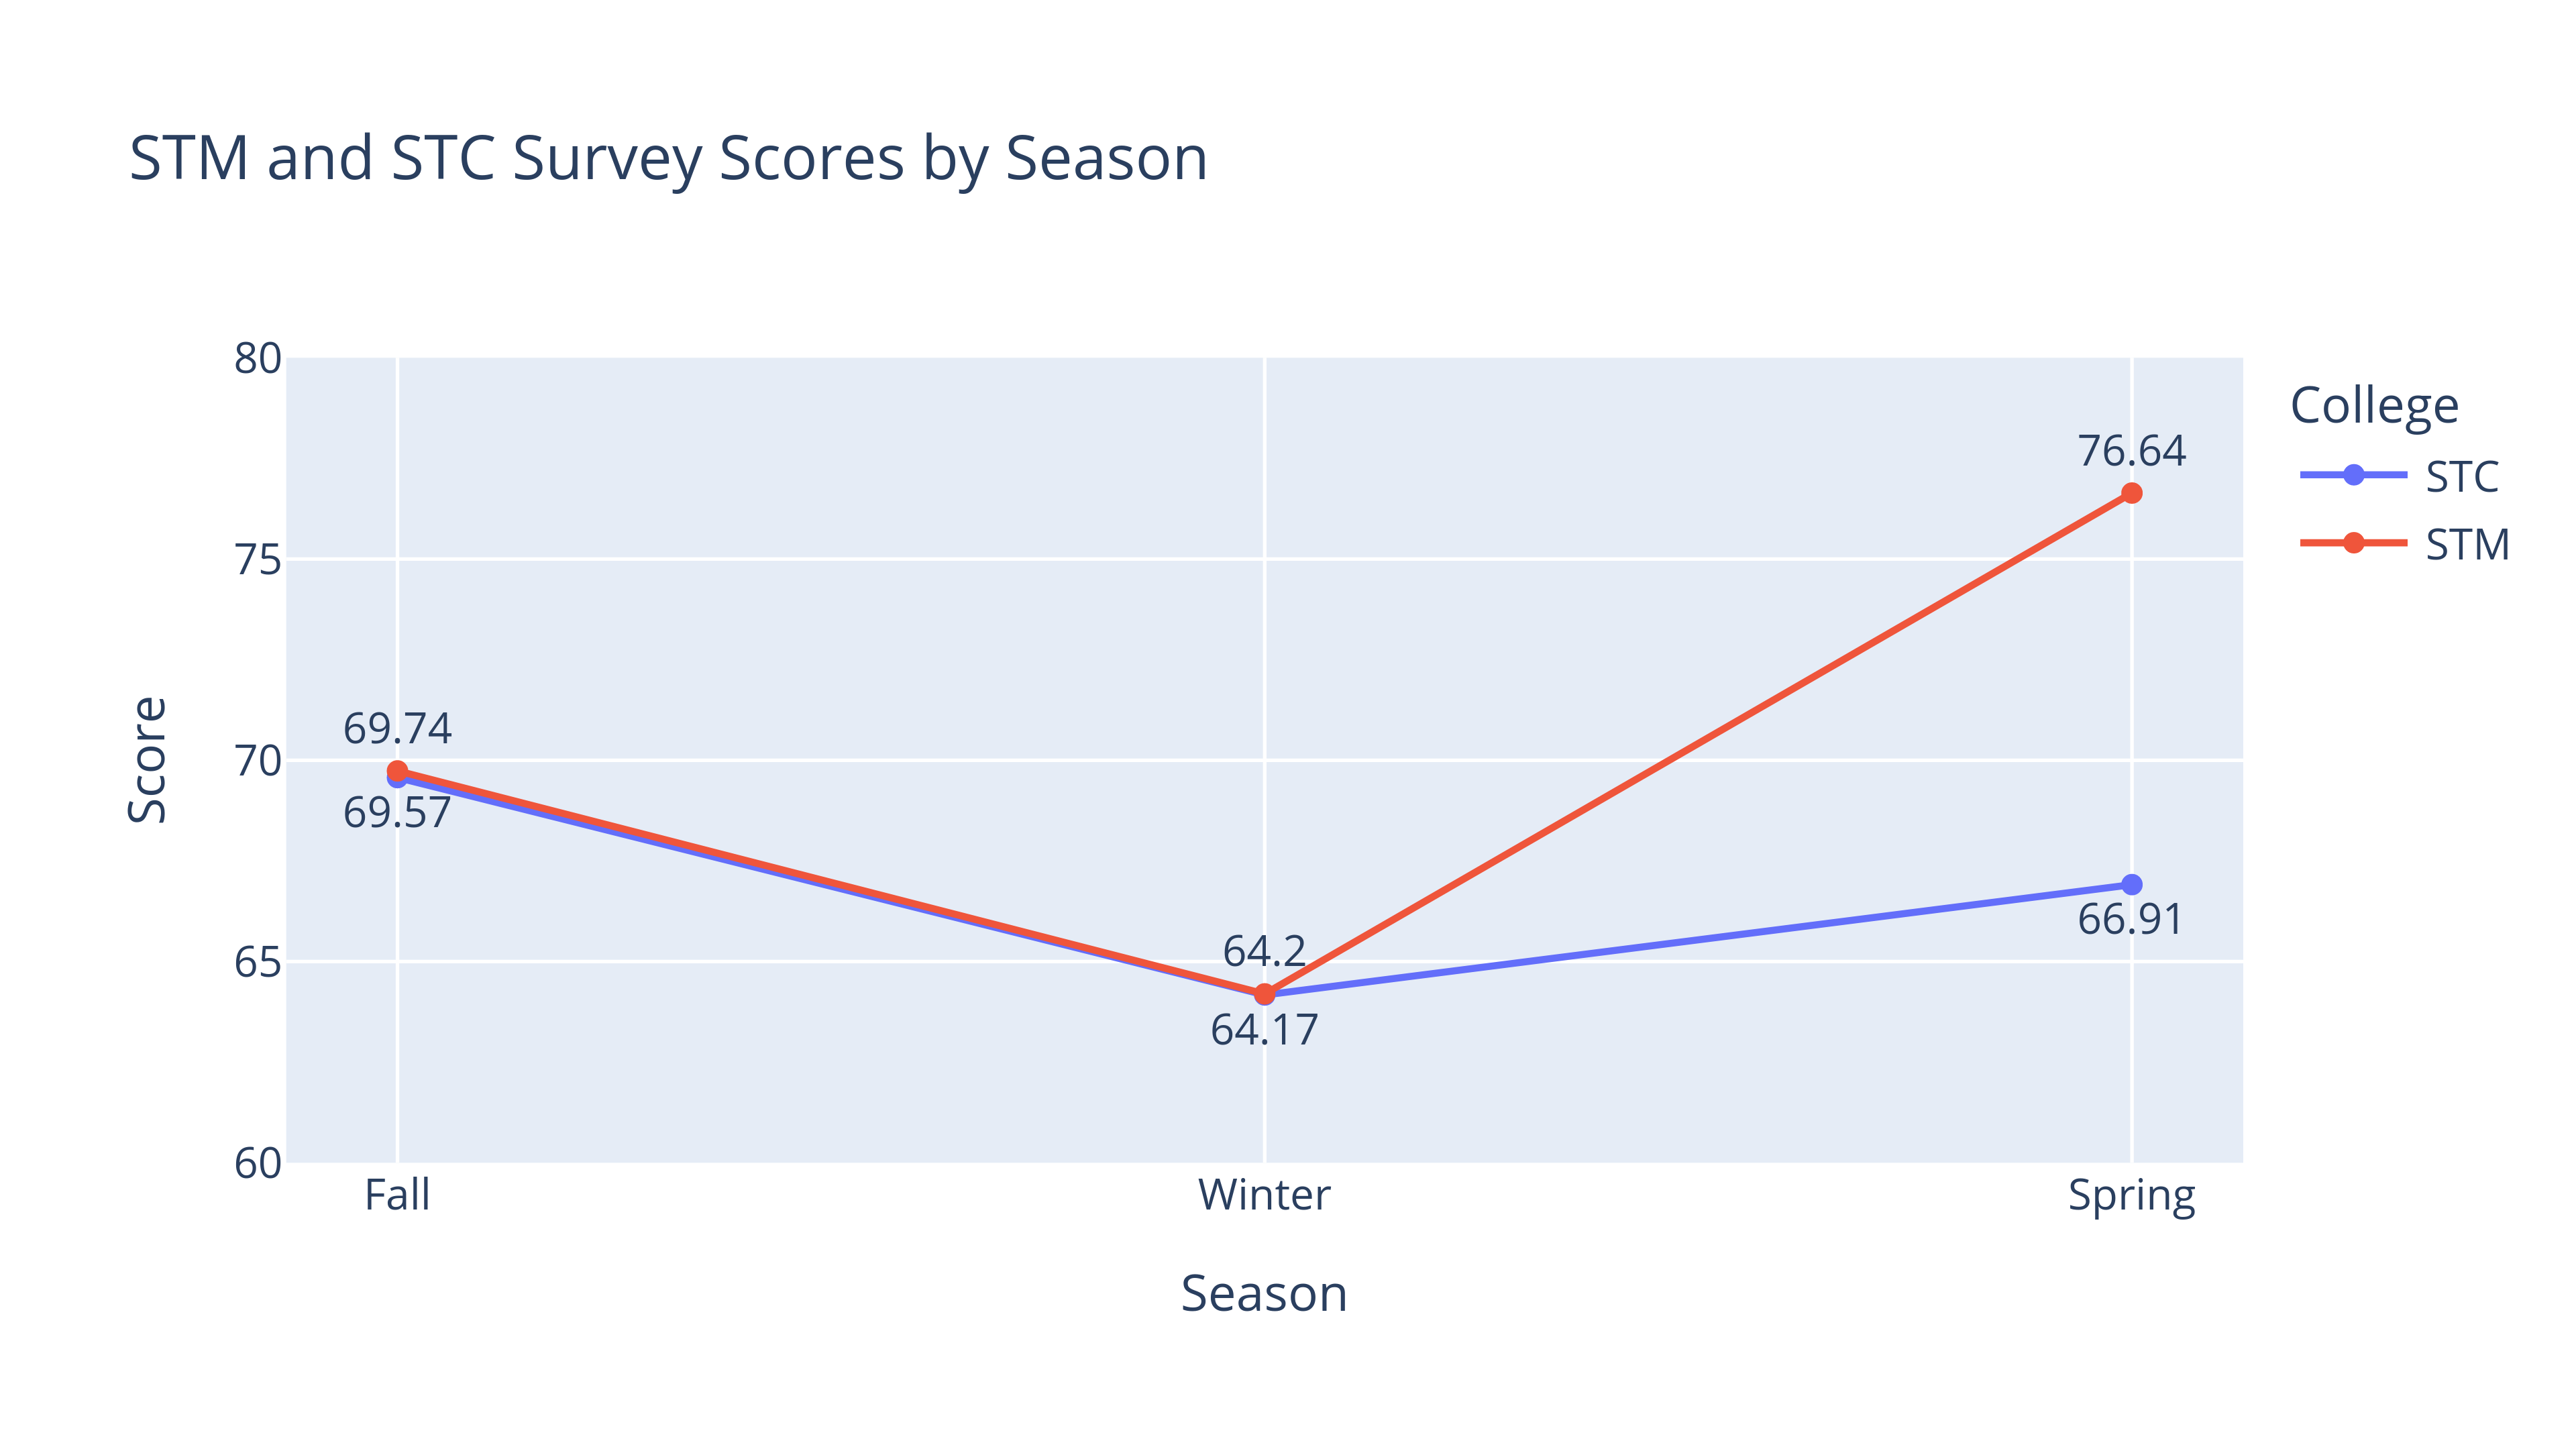 STM and STC Survey Scores by Season
80
75
70
65
60
Score
69.74
69.57
64.2
64.17
76.64
66.91
Fall
Winter
Spring
Season
College
STC
STM